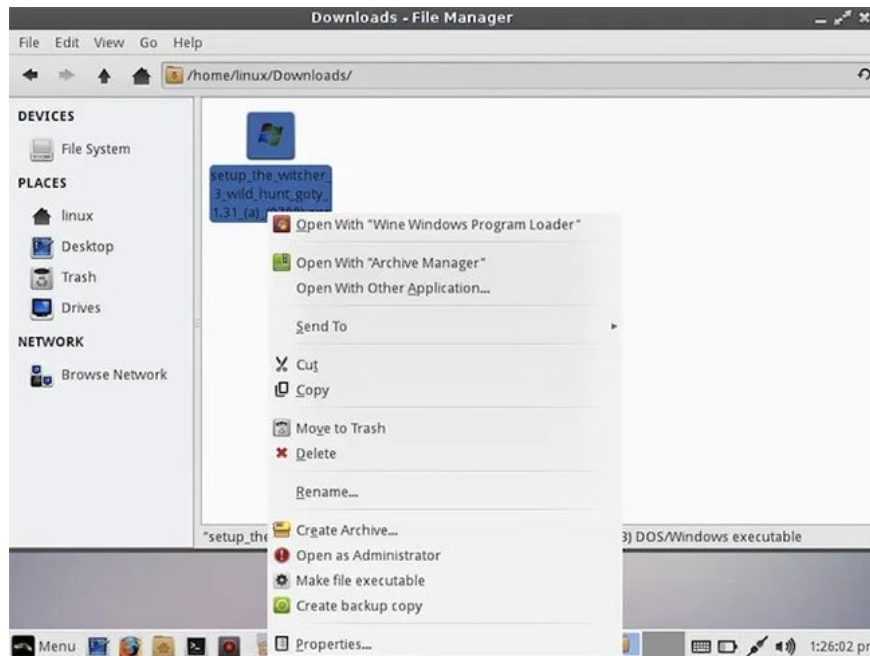 Downloads - File Manager
File Edit View Go Help
/home/linux/Downloads/
DEVICES
File System
PLACES
linux
Desktop
Trash
Drives
NETWORK
Browse Network
setup_the_witcher_
3_wild_hunt_goty_
1.31_(a)
Open With "Wine Windows Program Loader"
Open With "Archive Manager"
Open With Other Application...
Send To
Cut
Copy
Move to Trash
Delete
Rename...
Create Archive...
Open as Administrator
Make file executable
Create backup copy
Properties...
"setup_the
DOS/Windows executable
Menu
1:26:02 pm